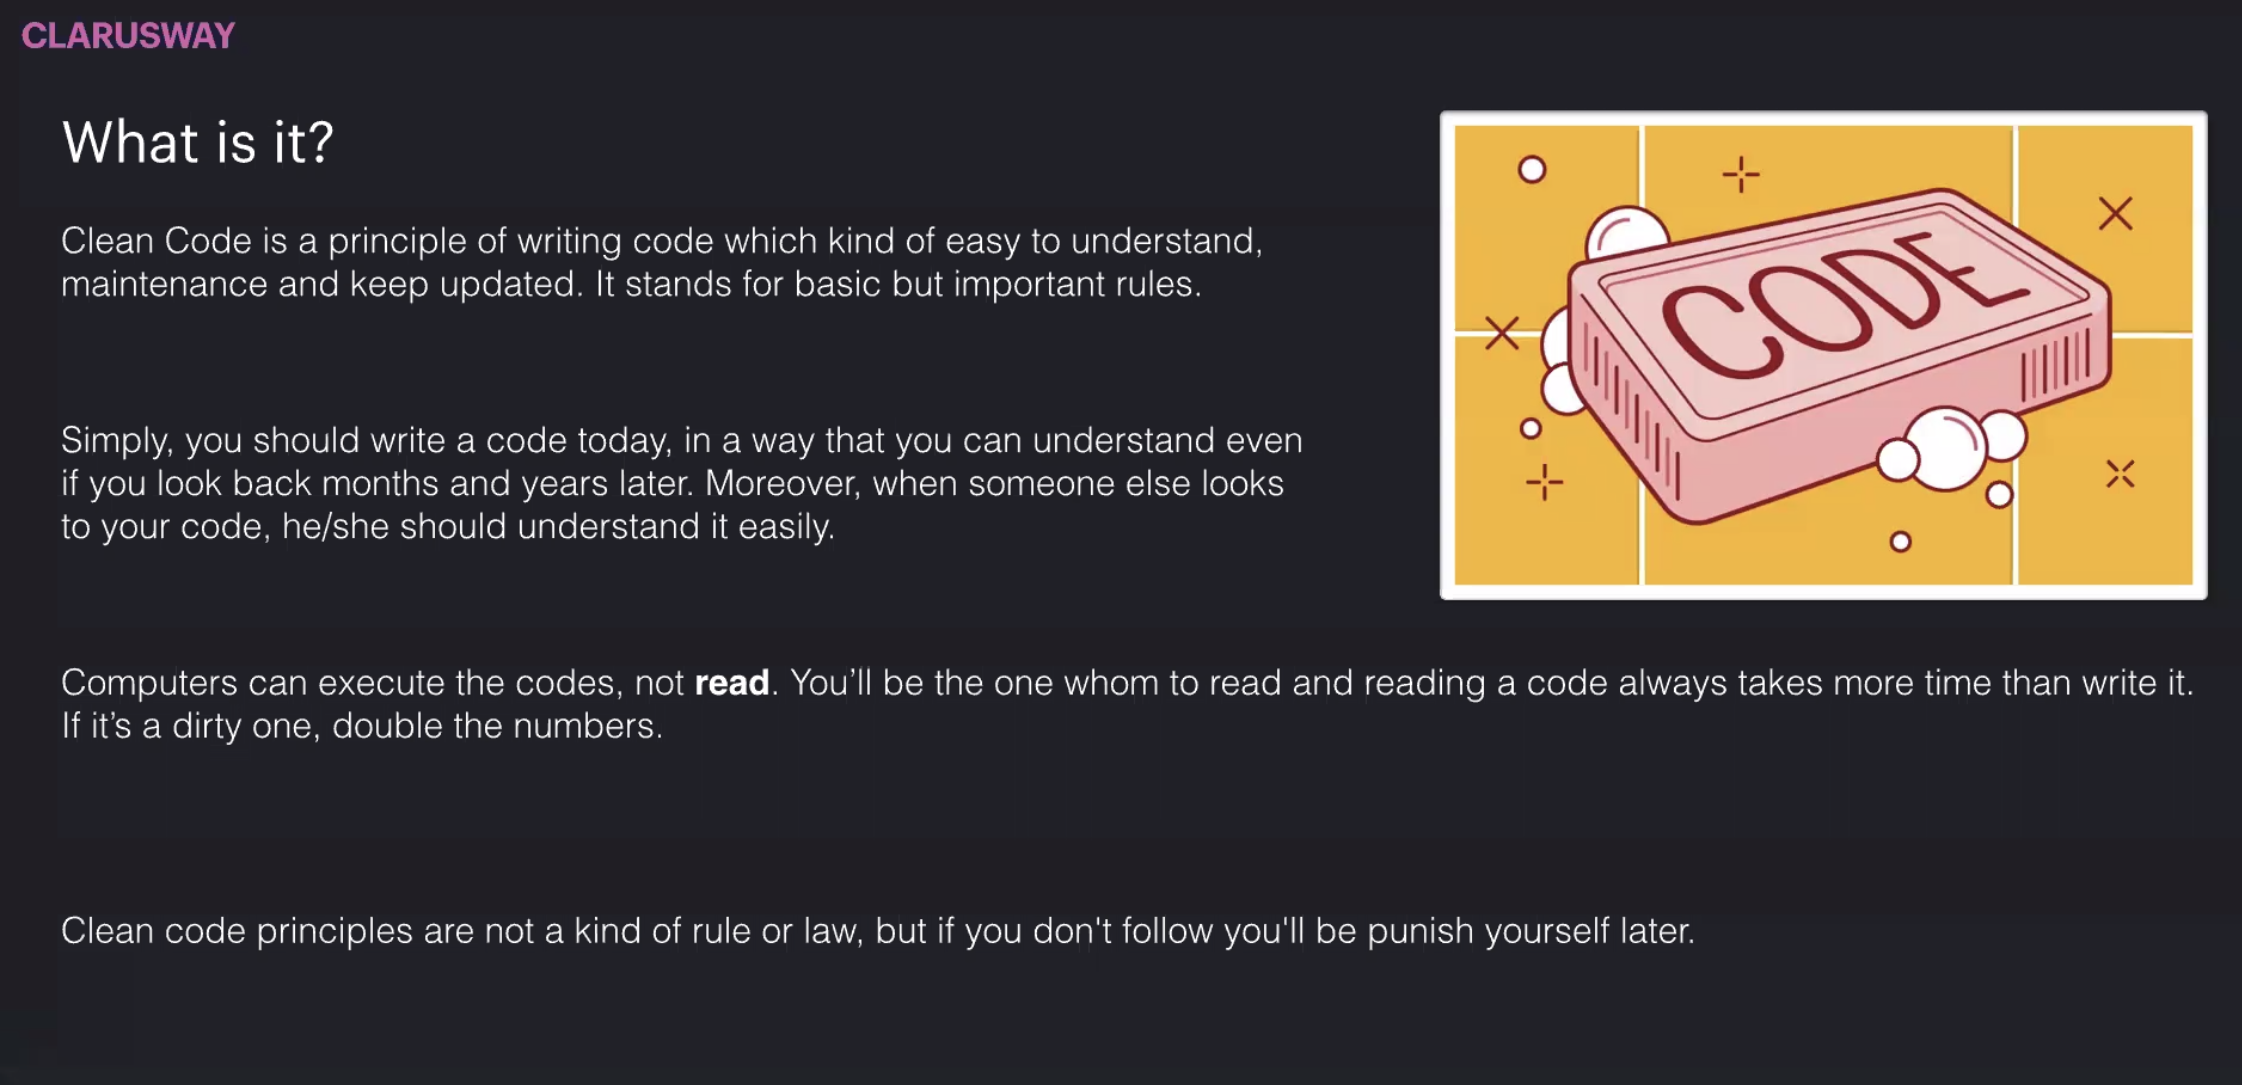 CLARUSWAY
What is it?
Clean Code is a principle of writing code which kind of easy to understand,
maintenance and keep updated. It stands for basic but important rules.
CODE
Simply, you should write a code today, in a way that you can understand even
if you look back months and years later. Moreover, when someone else looks
to your code, he/she should understand it easily.
Computers can execute the codes, not read. You’ll be the one whom to read and reading a code always takes more time than write it.
If it’s a dirty one, double the numbers.
Clean code principles are not a kind of rule or law, but if you don't follow you'll be punish yourself later.